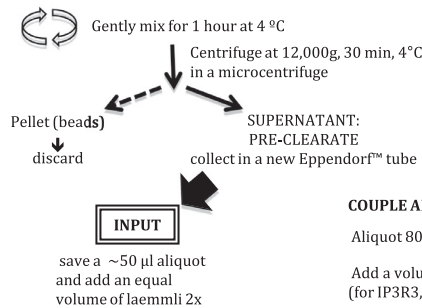 Gently mix for 1 hour at 4 ºC
Centrifuge at 12,000g, 30 min, 4°C
in a microcentrifuge
Pellet (beads)
discard
SUPERNATANT:
PRE-CLEARATE
collect in a new Eppendorf™ tube
INPUT
save a ~50 µl aliquot
and add an equal
volume of laemmli 2x
COUPLE
Aliquot 80
Add a volu
(for IP3R3,